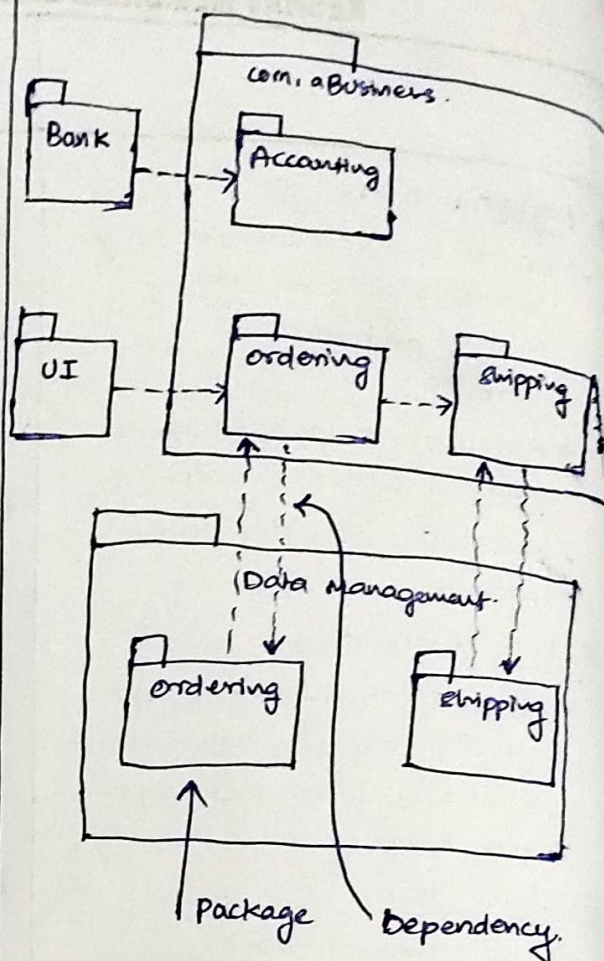 com.aBusiness.
Bank
Accounting
UI
ordering
shipping
Data Management.
ordering
shipping
Package
Dependency.